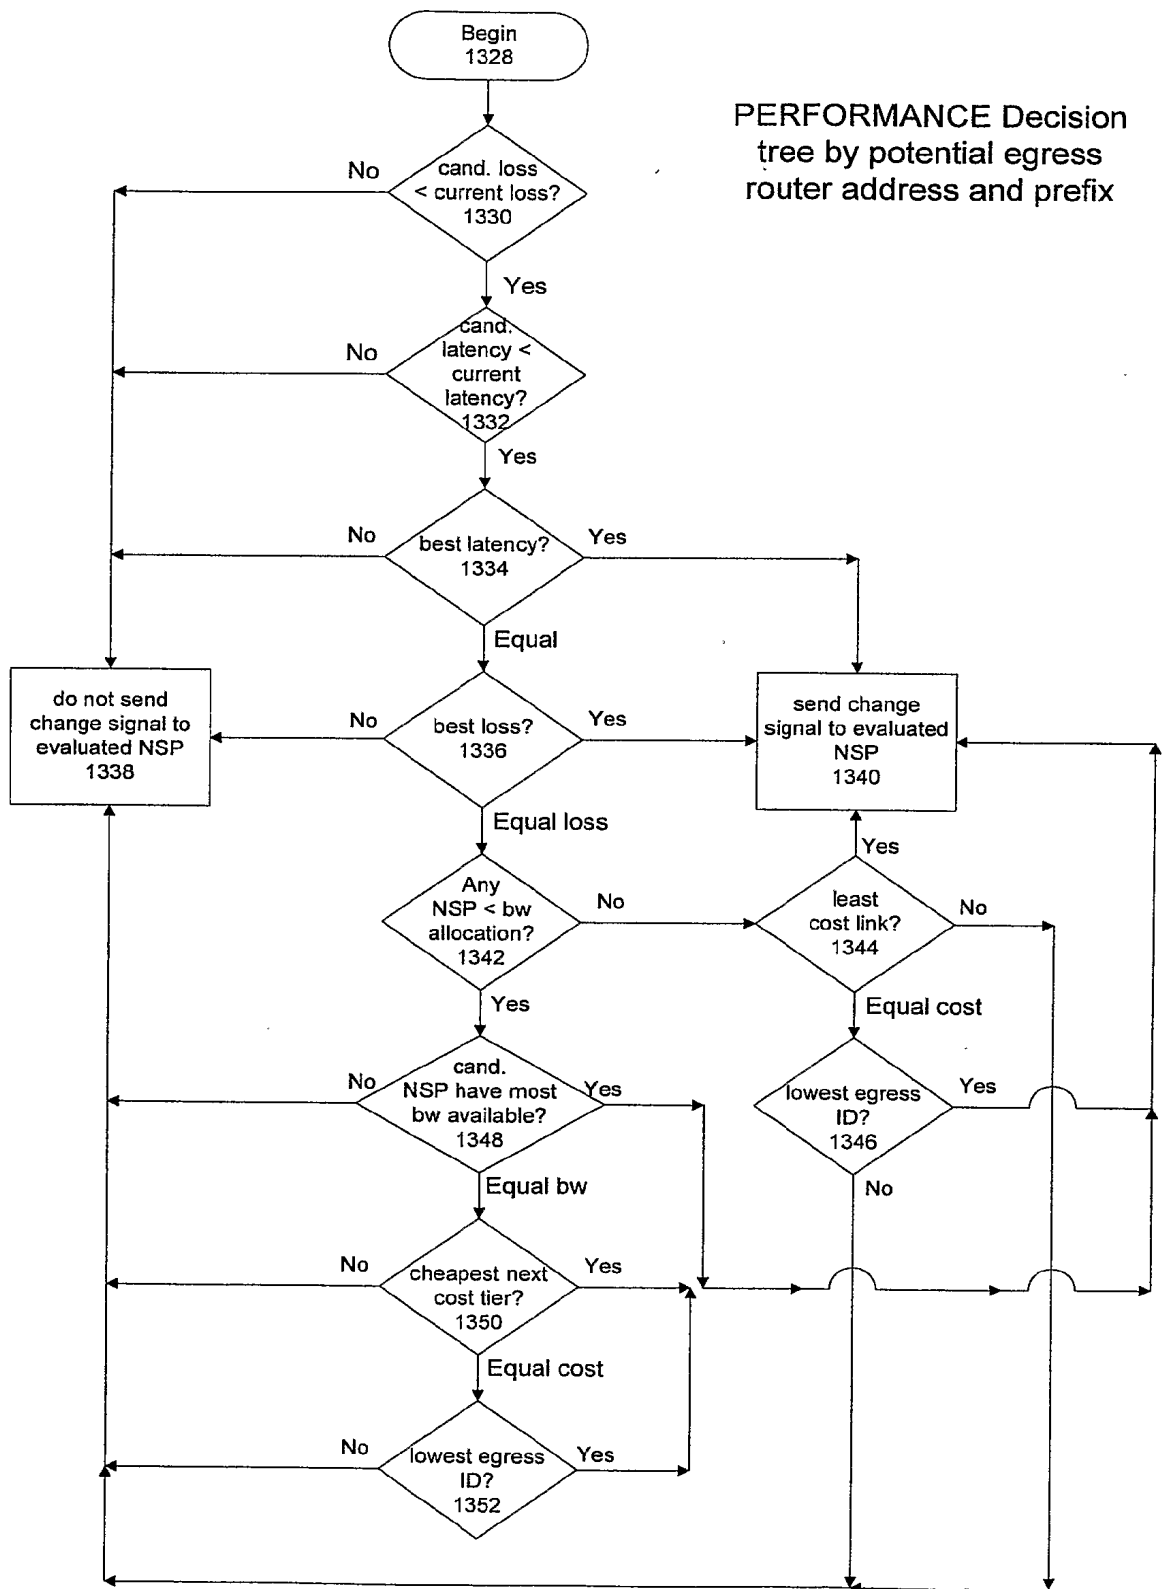 Begin
1328
PERFORMANCE Decision
tree by potential egress
router address and prefix
No
cand. loss
< current loss?
1330
Yes
No
cand.
latency <
current
latency?
1332
Yes
No
best latency?
1334
Yes
Equal
do not send
change signal to
evaluated NSP
1338
No
best loss?
1336
Yes
send change
signal to evaluated
NSP
1340
Equal loss
Yes
Any
NSP < bw
allocation?
1342
No
least
cost link?
1344
No
Yes
Equal cost
No
cand.
NSP have most
bw available?
1348
Yes
lowest egress
ID?
1346
Yes
Equal bw
No
No
cheapest next
cost tier?
1350
Yes
Equal cost
No
lowest egress
ID?
1352
Yes